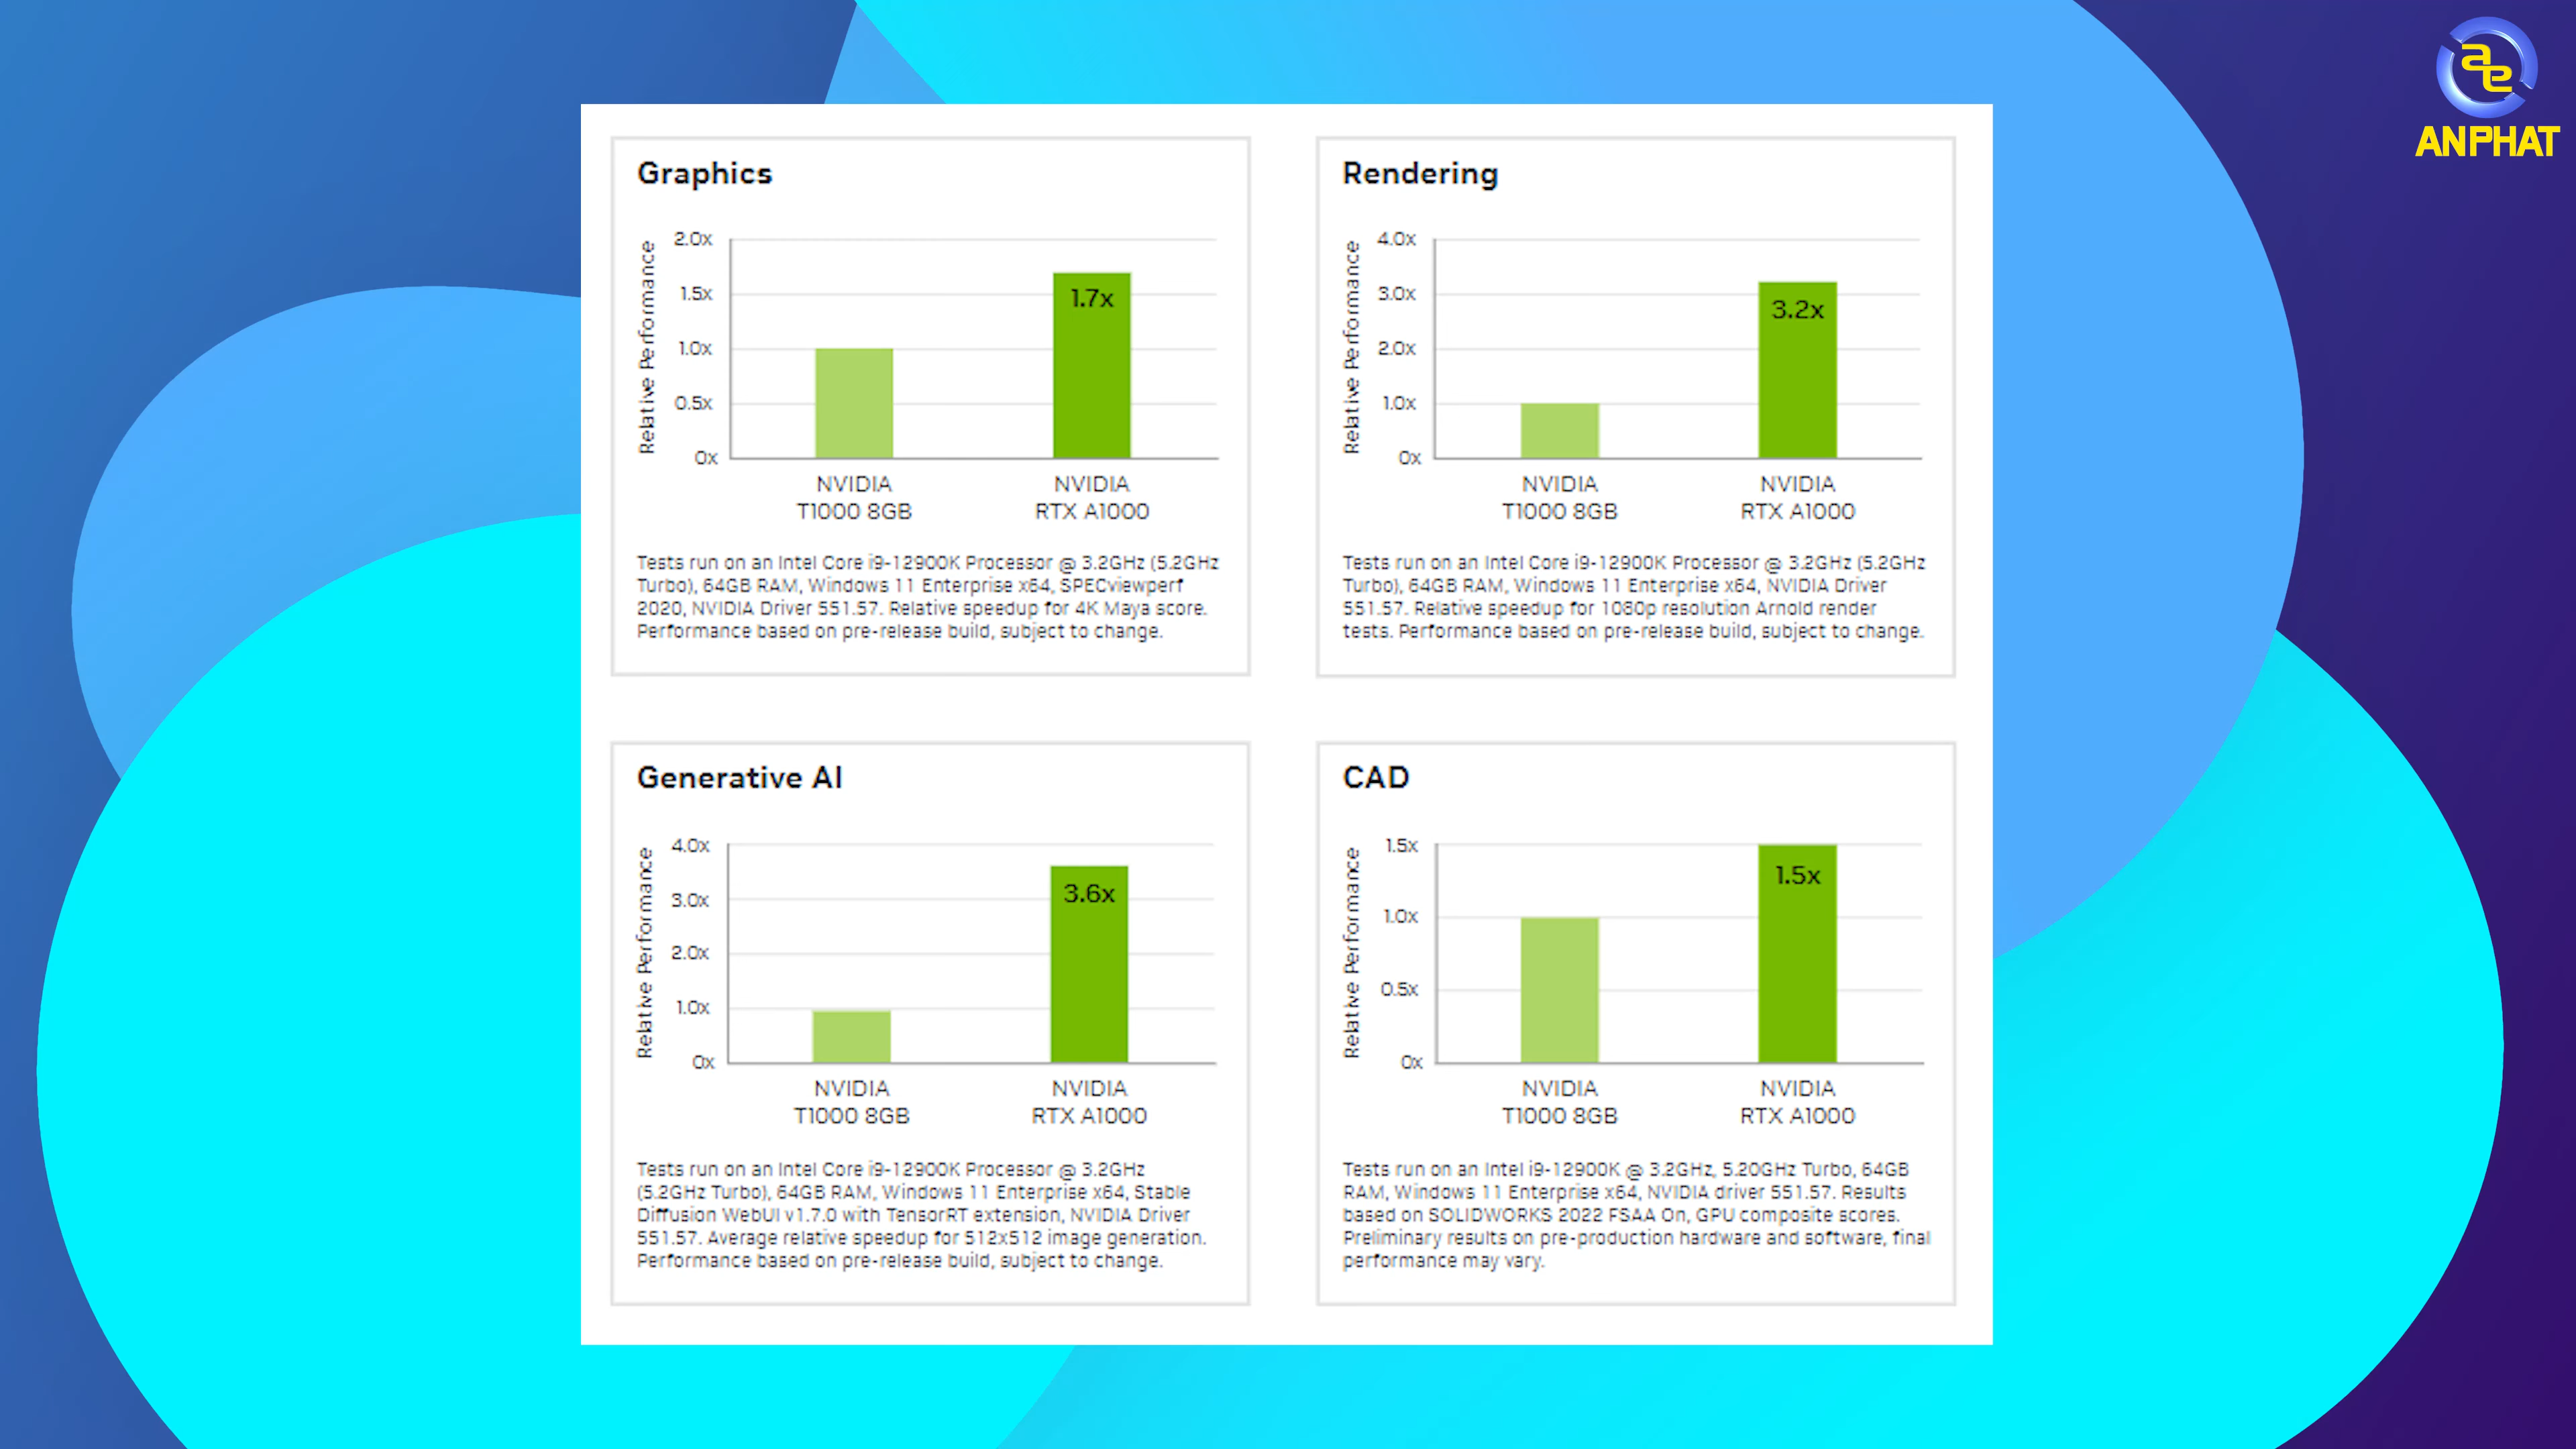 ae
ANPHAT
Graphics
Relative Performance
2.0x
1.5x
1.0x
0.5x
0x
1.7x
NVIDIA
T1000 8GB
NVIDIA
RTX A1000
Tests run on an Intel Core i9-12900K Processor @ 3.2GHz (5.2GHz
Turbo), 64GB RAM, Windows 11 Enterprise x64, SPECviewperf
2020, NVIDIA Driver 551.57. Relative speedup for 4K Maya score.
Performance based on pre-release build, subject to change.
Rendering
Relative Performance
4.0x
3.0x
2.0x
1.0x
0x
3.2x
NVIDIA
T1000 8GB
NVIDIA
RTX A1000
Tests run on an Intel Core i9-12900K Processor @ 3.2GHz (5.2GHz
Turbo), 64GB RAM, Windows 11 Enterprise x64, NVIDIA Driver
551.57. Relative speedup for 1080p resolution Arnold render
tests. Performance based on pre-release build, subject to change.
Generative AI
Relative Performance
4.0x
3.0x
2.0x
1.0x
0x
3.6x
NVIDIA
T1000 8GB
NVIDIA
RTX A1000
Tests run on an Intel Core i9-12900K Processor @ 3.2GHz
(5.2GHz Turbo), 64GB RAM, Windows 11 Enterprise x64, Stable
Diffusion WebUI v1.7.0 with TensorRT extension, NVIDIA Driver
551.57. Average relative speedup for 512x512 image generation.
Performance based on pre-release build, subject to change.
CAD
Relative Performance
1.5x
1.0x
0.5x
0x
1.5x
NVIDIA
T1000 8GB
NVIDIA
RTX A1000
Tests run on an Intel i9-12900K @ 3.2GHz, 5.20GHz Turbo, 64GB
RAM, Windows 11 Enterprise x64, NVIDIA driver 551.57. Results
based on SOLIDWORKS 2022 FSAA On, GPU composite scores.
Preliminary results on pre-production hardware and software, final
performance may vary.